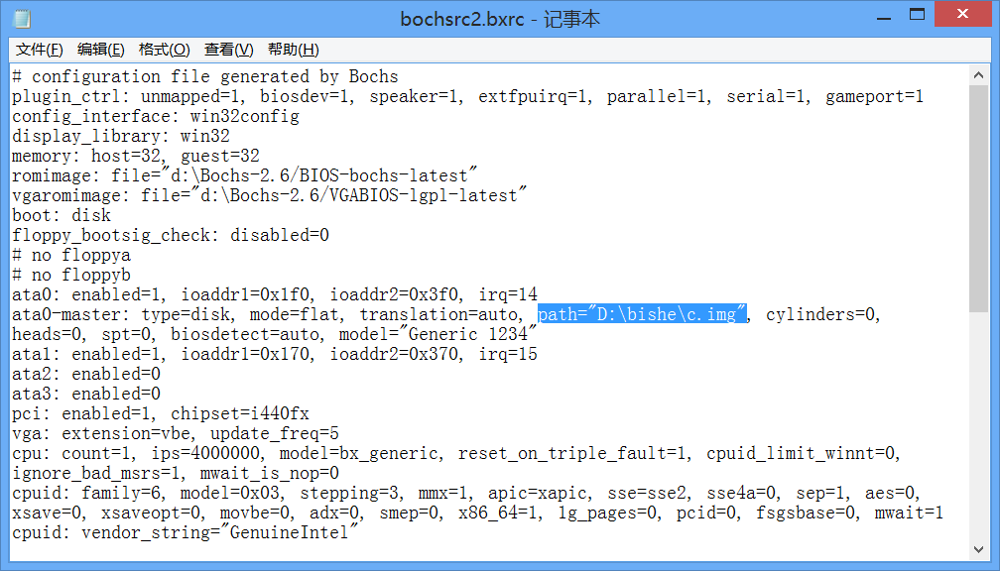 bochsrc2.bxrc - 记事本
文件(F) 编辑(E) 格式(O) 查看(V) 帮助(H)
# configuration file generated by Bochs
plugin_ctrl: unmapped=1, biosdev=1, speaker=1, extfpuirq=1, parallel=1, serial=1, gameport=1
config_interface: win32config
display_library: win32
memory: host=32, guest=32
romimage: file="d:\Bochs-2.6/BIOS-bochs-latest"
vgaromimage: file="d:\Bochs-2.6/VGABIOS-lgpl-latest"
boot: disk
floppy_bootsig_check: disabled=0
# no floppya
# no floppyb
ata0: enabled=1, ioaddr1=0x1f0, ioaddr2=0x3f0, irq=14
ata0-master: type=disk, mode=flat, translation=auto, path="D:\bishe\c.img", cylinders=0,
heads=0, spt=0, biosdetect=auto, model="Generic 1234"
ata1: enabled=1, ioaddr1=0x170, ioaddr2=0x370, irq=15
ata2: enabled=0
ata3: enabled=0
pci: enabled=1, chipset=i440fx
vga: extension=vbe, update_freq=5
cpu: count=1, ips=4000000, model=bx_generic, reset_on_triple_fault=1, cpuid_limit_winnt=0,
ignore_bad_msrs=1, mwait_is_nop=0
cpuid: family=6, model=0x03, stepping=3, mmx=1, apic=xapic, sse=sse2, sse4a=0, sep=1, aes=0,
xsave=0, xsaveopt=0, movbe=0, adx=0, smep=0, x86_64=1, 1g_pages=0, pcid=0, fsgsbase=0, mwait=1
cpuid: vendor_string="GenuineIntel"